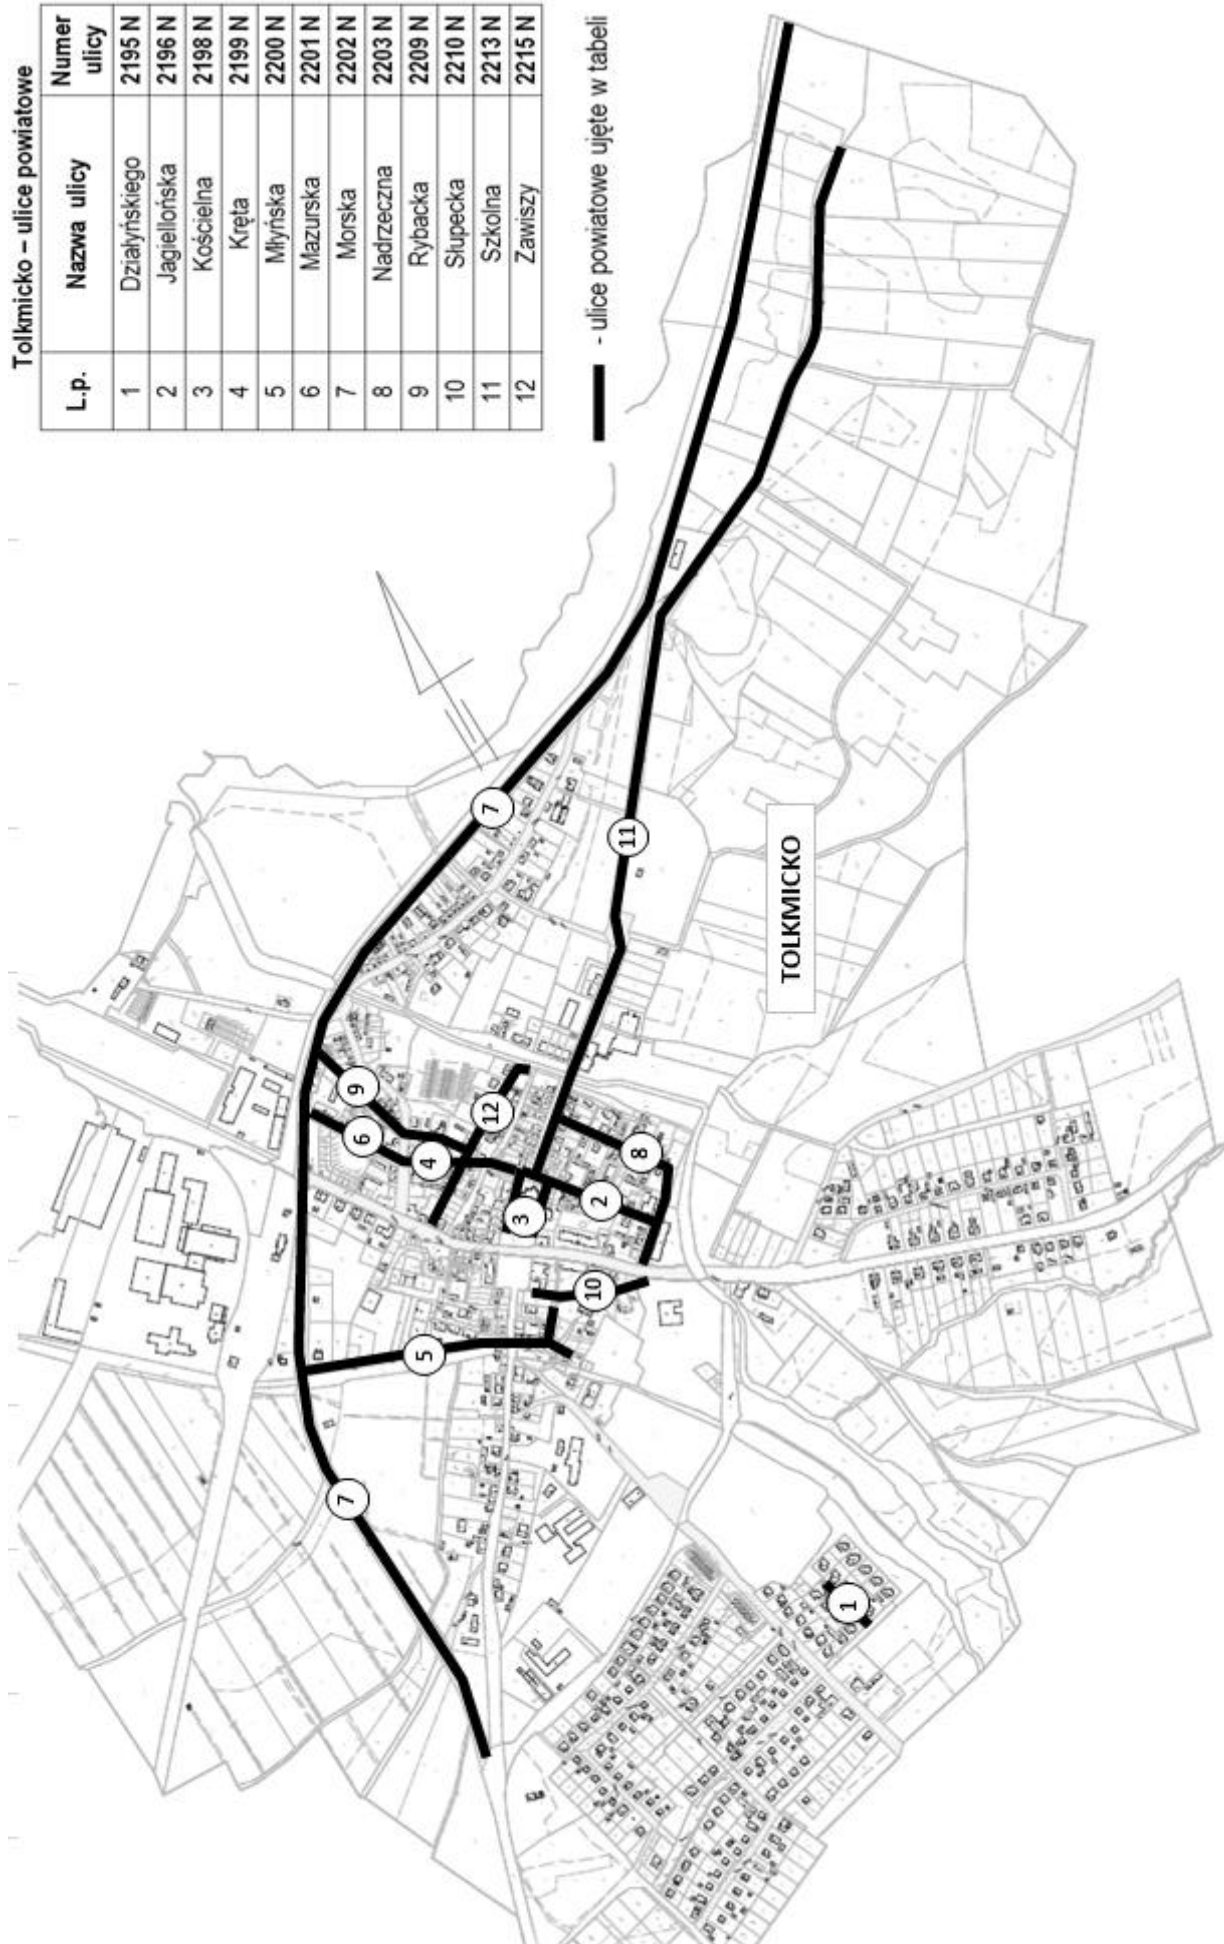 Tolkmicko – ulice powiatowe
L.p. Nazwa ulicy Numer ulicy
1 Działyńskiego 2195 N
2 Jagiellońska 2196 N
3 Kościelna 2198 N
4 Kręta 2199 N
5 Młyńska 2200 N
6 Mazurska 2201 N
7 Morska 2202 N
8 Nadrzeczna 2203 N
9 Rybacka 2209 N
10 Słupecka 2210 N
11 Szkolna 2213 N
12 Zawiszy 2215 N
- ulice powiatowe ujęte w tabeli
7
11
TOLKMICKO
9
6
12
4
8
3
2
10
5
7
1